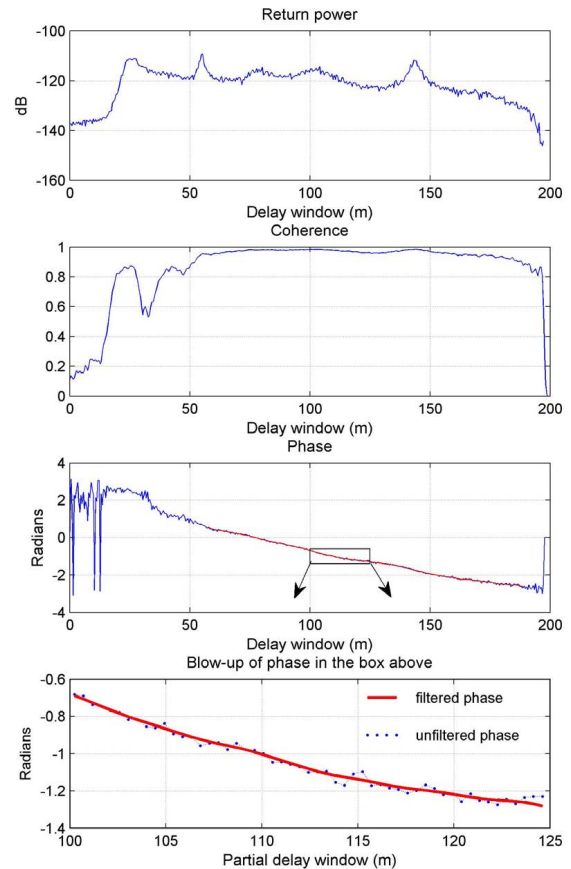 Return power
-100
-120
dB
-140
-160
0 50 100 150 200
Delay window (m)
Coherence
1
0.8
0.6
0.4
0.2
0
0 50 100 150 200
Delay window (m)
Phase
4
2
Radians
0
-2
-4
0 50 100 150 200
Delay window (m)
Blow-up of phase in the box above
-0.6
filtered phase
-0.8
unfiltered phase
Radians
-1
-1.2
-1.4
100 105 110 115 120 125
Partial delay window (m)